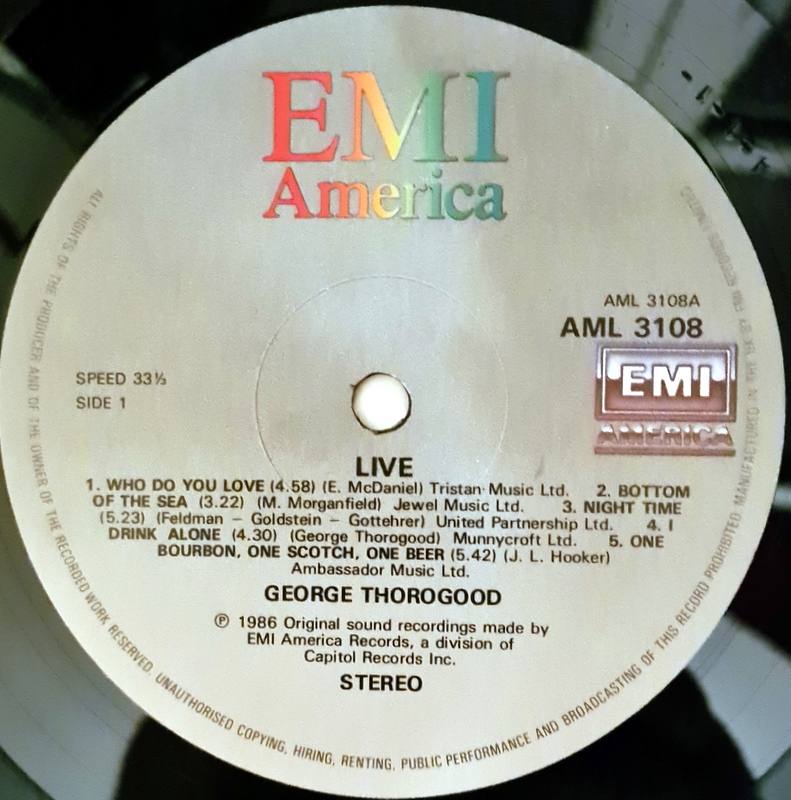 EMI
America
AML 3108A
AML 3108
EMI
AMERICA
SPEED 33⅓
SIDE 1
LIVE
1. WHO DO YOU LOVE (4.58) (E. McDaniel) Tristan Music Ltd. 2. BOTTOM
OF THE SEA (3.22) (M. Morganfield) Jewel Music Ltd. 3. NIGHT TIME
(5.23) (Feldman – Goldstein – Gottehrer) United Partnership Ltd. 4. I
DRINK ALONE (4.30) (George Thorogood) Munnycroft Ltd. 5. ONE
BOURBON, ONE SCOTCH, ONE BEER (5.42) (J. L. Hooker)
Ambassador Music Ltd.
GEORGE THOROGOOD
℗ 1986 Original sound recordings made by
EMI America Records, a division of
Capitol Records Inc.
STEREO
ALL RIGHTS OF THE PRODUCER AND OF THE OWNER OF THE RECORDED WORK RESERVED. UNAUTHORISED COPYING, HIRING, RENTING, PUBLIC PERFORMANCE AND BROADCASTING OF THIS RECORD PROHIBITED. MANUFACTURED IN THE UK BY EMI RECORDS LIMITED